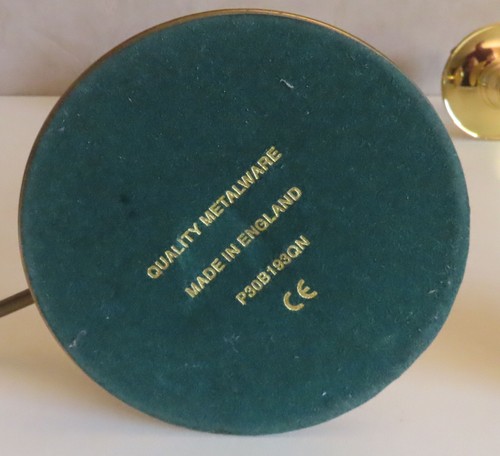 QUALITY METALWARE
MADE IN ENGLAND
P30B193QN
CE